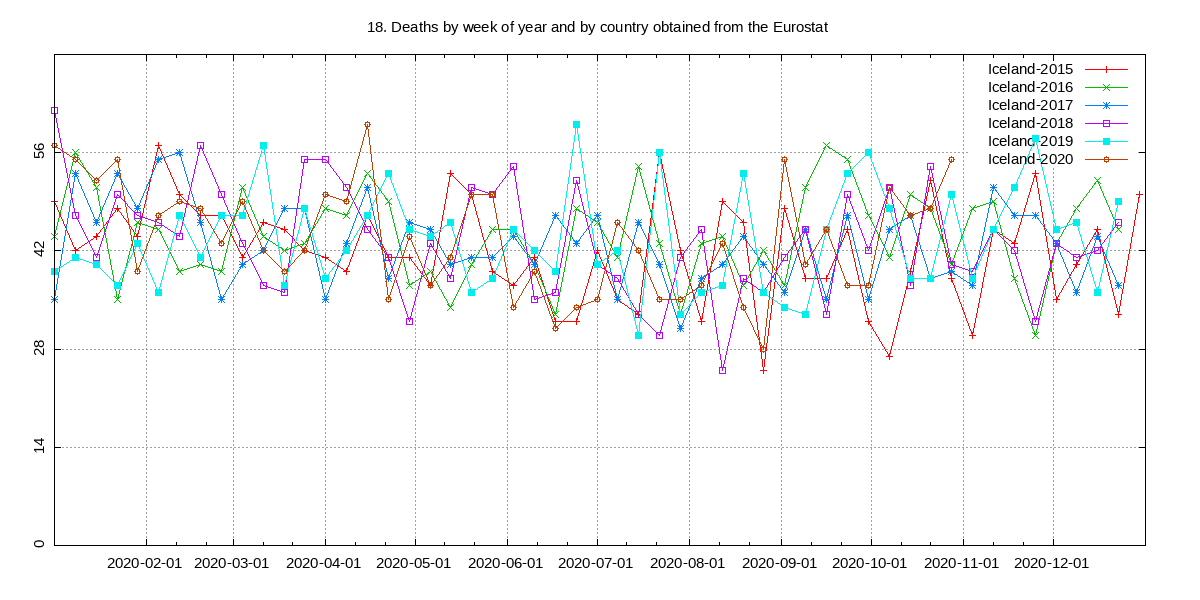 18. Deaths by week of year and by country obtained from the Eurostat
Iceland-2015
Iceland-2016
Iceland-2017
Iceland-2018
Iceland-2019
Iceland-2020
56
42
28
14
0
2020-02-01 2020-03-01 2020-04-01 2020-05-01 2020-06-01 2020-07-01 2020-08-01 2020-09-01 2020-10-01 2020-11-01 2020-12-01